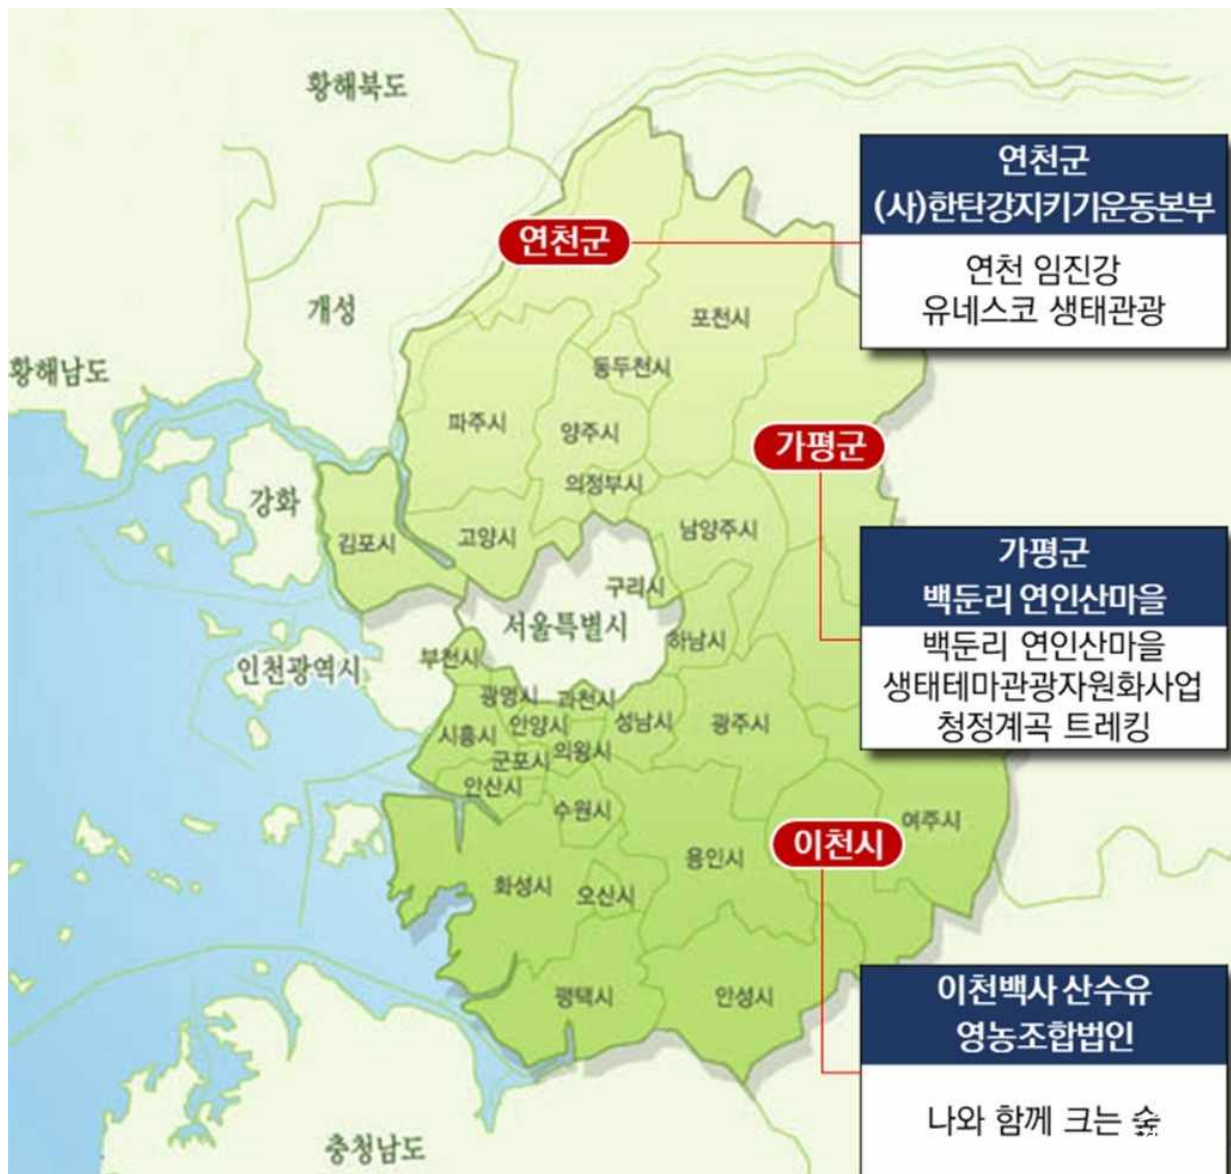 황해북도
연천군
(사)한탄강지키기운동본부
연천군
연천 임진강
유네스코 생태관광
개성
포천시
황해남도
동두천시
파주시
양주시
가평군
의정부시
강화
김포시
고양시
남양주시
가평군
백둔리 연인산마을
구리시
서울특별시
하남시
백둔리 연인산마을
생태테마관광자원화사업
청정계곡 트레킹
인천광역시
부천시
광명시
과천시
시흥시
안양시
성남시
광주시
군포시
의왕시
안산시
수원시
이천시
여주시
용인시
화성시
오산시
평택시
안성시
이천백사 산수유
영농조합법인
나와 함께 크는 숲
충청남도